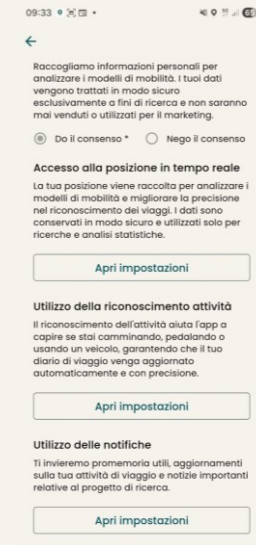 09:33
Raccogliamo informazioni personali per
analizzare i modelli di mobilità. I tuoi dati
vengono trattati in modo sicuro
esclusivamente a fini di ricerca e non saranno
mai venduti o utilizzati per il marketing.
Do il consenso * Nego il consenso
Accesso alla posizione in tempo reale
La tua posizione viene raccolta per analizzare i
modelli di mobilità e migliorare la precisione
nel riconoscimento dei viaggi. I dati sono
conservati in modo sicuro e utilizzati solo per
ricerche e analisi statistiche.
Apri impostazioni
Utilizzo della riconoscimento attività
Il riconoscimento dell'attività aiuta l'app a
capire se stai camminando, pedalando o
usando un veicolo, garantendo che il tuo
diario di viaggio venga aggiornato
automaticamente e con precisione.
Apri impostazioni
Utilizzo delle notifiche
Ti invieremo promemoria utili, aggiornamenti
sulla tua attività di viaggio e notizie importanti
relative al progetto di ricerca.
Apri impostazioni